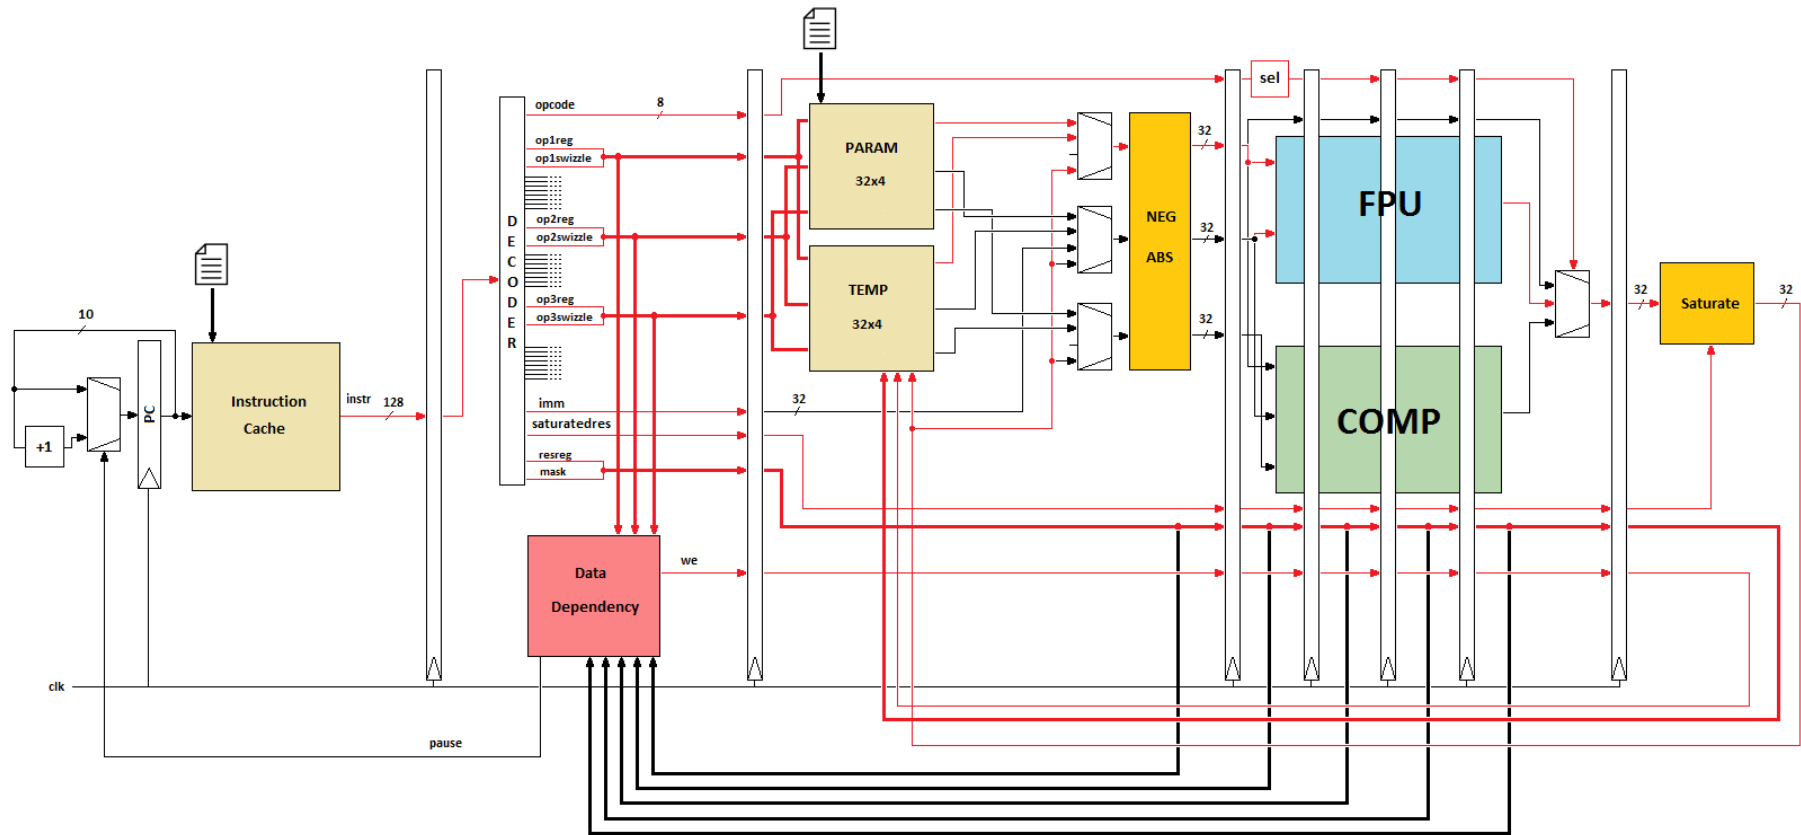 sel
opcode
8
op1reg
op1swizzle
PARAM
32x4
32
FPU
D
E
C
O
D
E
R
op2reg
op2swizzle
NEG
ABS
32
TEMP
32x4
op3reg
op3swizzle
32
32
Saturate
32
10
PC
Instruction
Cache
instr
128
+1
imm
32
saturatedres
COMP
resreg
mask
Data
Dependency
we
clk
pause